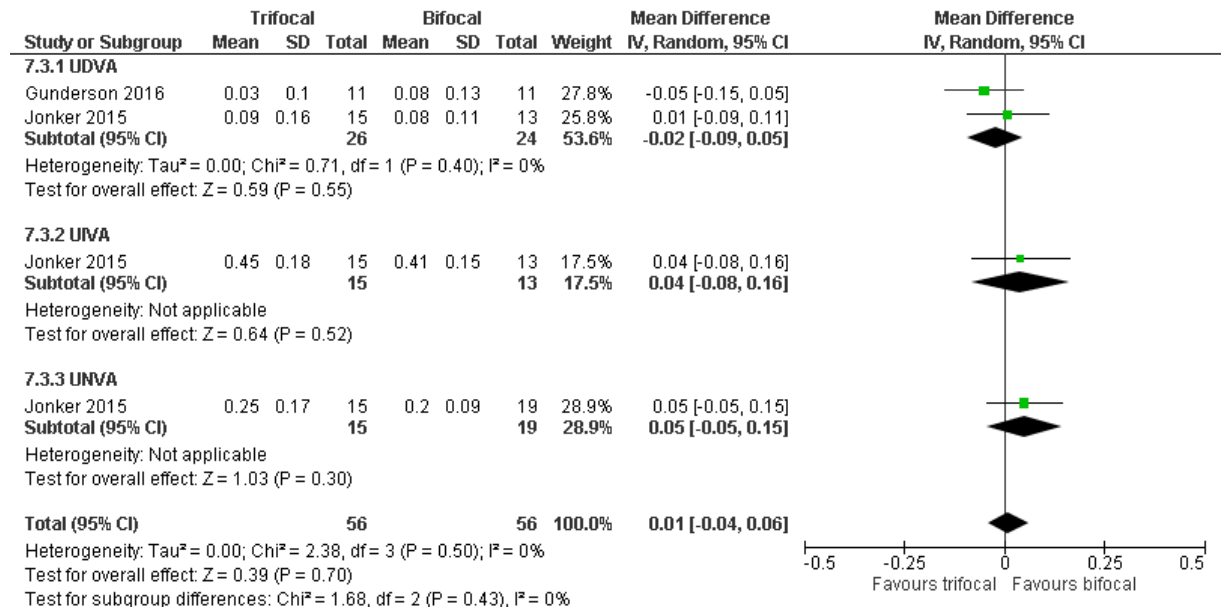 Trifocal Bifocal Mean Difference Mean Difference
Study or Subgroup Mean SD Total Mean SD Total Weight IV, Random, 95% CI IV, Random, 95% CI
7.3.1 UDVA
Gunderson 2016 0.03 0.1 11 0.08 0.13 11 27.8% -0.05 [-0.15, 0.05]
Jonker 2015 0.09 0.16 15 0.08 0.11 13 25.8% 0.01 [-0.09, 0.11]
Subtotal (95% CI) 26 24 53.6% -0.02 [-0.09, 0.05]
Heterogeneity: Tau² = 0.00; Chi² = 0.71, df = 1 (P = 0.40); I² = 0%
Test for overall effect: Z = 0.59 (P = 0.55)
7.3.2 UIVA
Jonker 2015 0.45 0.18 15 0.41 0.15 13 17.5% 0.04 [-0.08, 0.16]
Subtotal (95% CI) 15 13 17.5% 0.04 [-0.08, 0.16]
Heterogeneity: Not applicable
Test for overall effect: Z = 0.64 (P = 0.52)
7.3.3 UNVA
Jonker 2015 0.25 0.17 15 0.2 0.09 19 28.9% 0.05 [-0.05, 0.15]
Subtotal (95% CI) 15 19 28.9% 0.05 [-0.05, 0.15]
Heterogeneity: Not applicable
Test for overall effect: Z = 1.03 (P = 0.30)
Total (95% CI) 56 56 100.0% 0.01 [-0.04, 0.06]
Heterogeneity: Tau² = 0.00; Chi² = 2.38, df = 3 (P = 0.50); I² = 0%
Test for overall effect: Z = 0.39 (P = 0.70)
Test for subgroup differences: Chi² = 1.68, df = 2 (P = 0.43), I² = 0%
-0.5 -0.25 0 0.25 0.5
Favours trifocal Favours bifocal